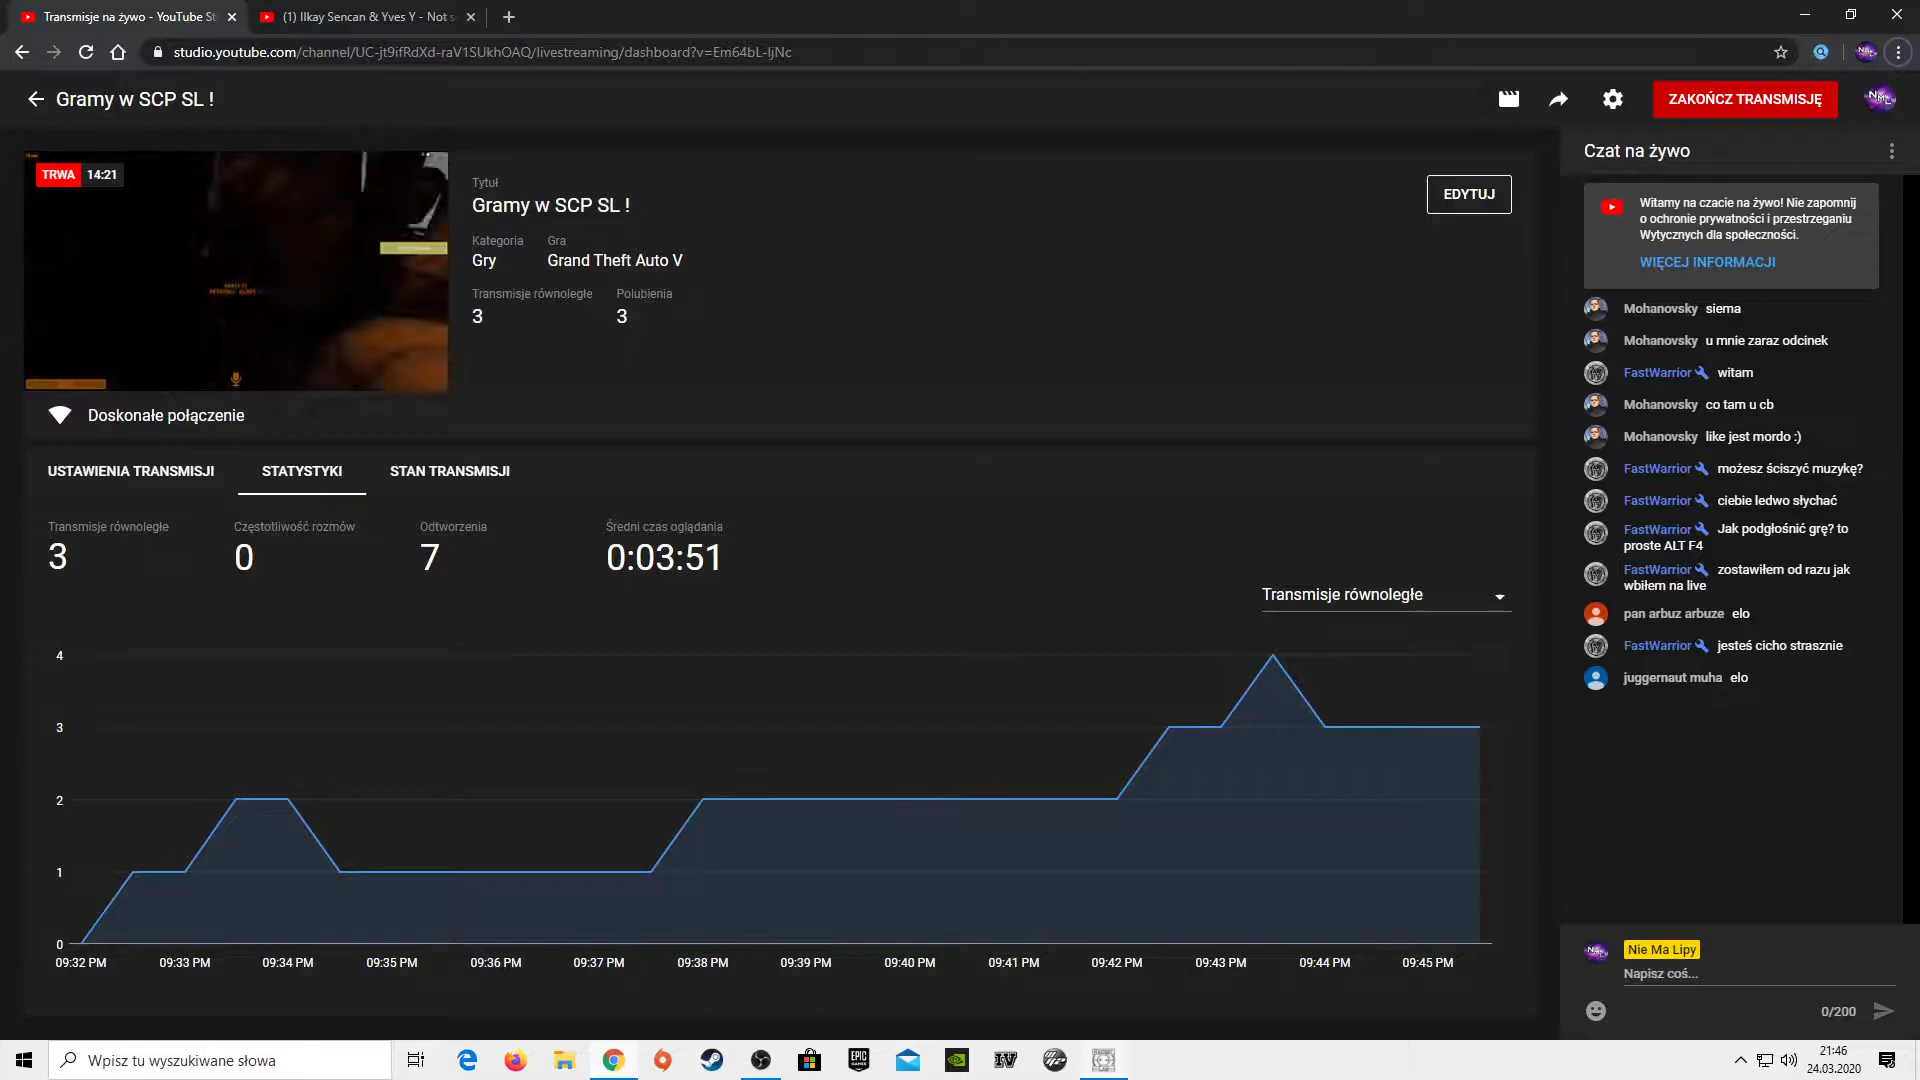 Transmisje na żywo - YouTube St
(1) Ilkay Sencan & Yves Y - Not s
studio.youtube.com/channel/UC-jt9ifRdXd-raV1SUkhOAQ/livestreaming/dashboard?v=Em64bL-IjNc
Gramy w SCP SL !
ZAKOŃCZ TRANSMISJĘ
TRWA 14:21
Doskonałe połączenie
Tytuł
Gramy w SCP SL !
EDYTUJ
Kategoria Gra
Gry Grand Theft Auto V
Transmisje równoległe Polubienia
3 3
USTAWIENIA TRANSMISJI STATYSTYKI STAN TRANSMISJI
Transmisje równoległe Częstotliwość rozmów Odtworzenia Średni czas oglądania
3 0 7 0:03:51
Transmisje równoległe
4
3
2
1
0
09:32 PM 09:33 PM 09:34 PM 09:35 PM 09:36 PM 09:37 PM 09:38 PM 09:39 PM 09:40 PM 09:41 PM 09:42 PM 09:43 PM 09:44 PM 09:45 PM
Czat na żywo
Witamy na czacie na żywo! Nie zapomnij
o ochronie prywatności i przestrzeganiu
Wytycznych dla społeczności.
WIĘCEJ INFORMACJI
Mohanovsky siema
Mohanovsky u mnie zaraz odcinek
FastWarrior witam
Mohanovsky co tam u cb
Mohanovsky like jest mordo :)
FastWarrior możesz ściszyć muzykę?
FastWarrior ciebie ledwo słychać
FastWarrior Jak podgłośnić grę? to
proste ALT F4
FastWarrior zostawiłem od razu jak
wbiłem na live
pan arbuz arbuze elo
FastWarrior jesteś cicho strasznie
juggernaut muha elo
Nie Ma Lipy
Napisz coś...
0/200
Wpisz tu wyszukiwane słowa
EPIC
GAMES
IV
21:46
24.03.2020